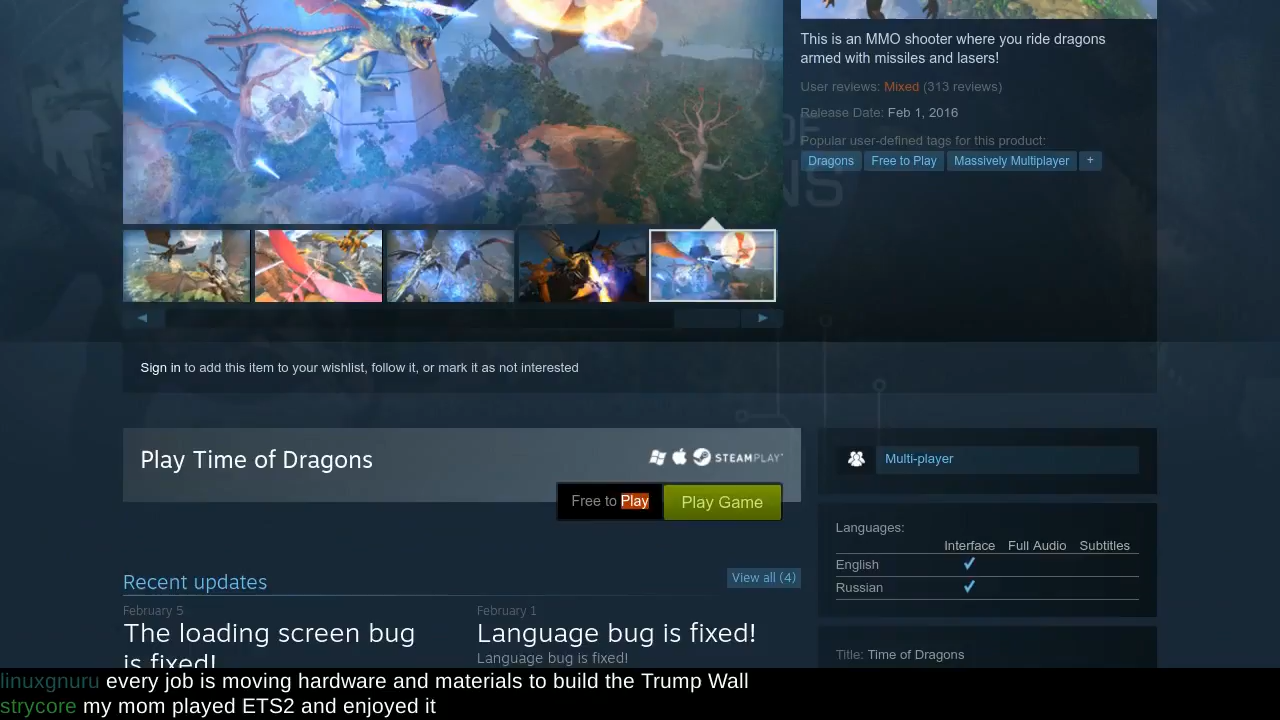 This is an MMO shooter where you ride dragons
armed with missiles and lasers!
User reviews: Mixed (313 reviews)
Release Date: Feb 1, 2016
Popular user-defined tags for this product:
Dragons Free to Play Massively Multiplayer +
Sign in to add this item to your wishlist, follow it, or mark it as not interested
Play Time of Dragons
STEAMPLAY
Free to Play Play Game
Multi-player
Languages:
Interface Full Audio Subtitles
English
Russian
Title: Time of Dragons
Recent updates View all (4)
February 5
The loading screen bug
is fixed!
February 1
Language bug is fixed!
Language bug is fixed!
linuxgnuru every job is moving hardware and materials to build the Trump Wall
strycore my mom played ETS2 and enjoyed it